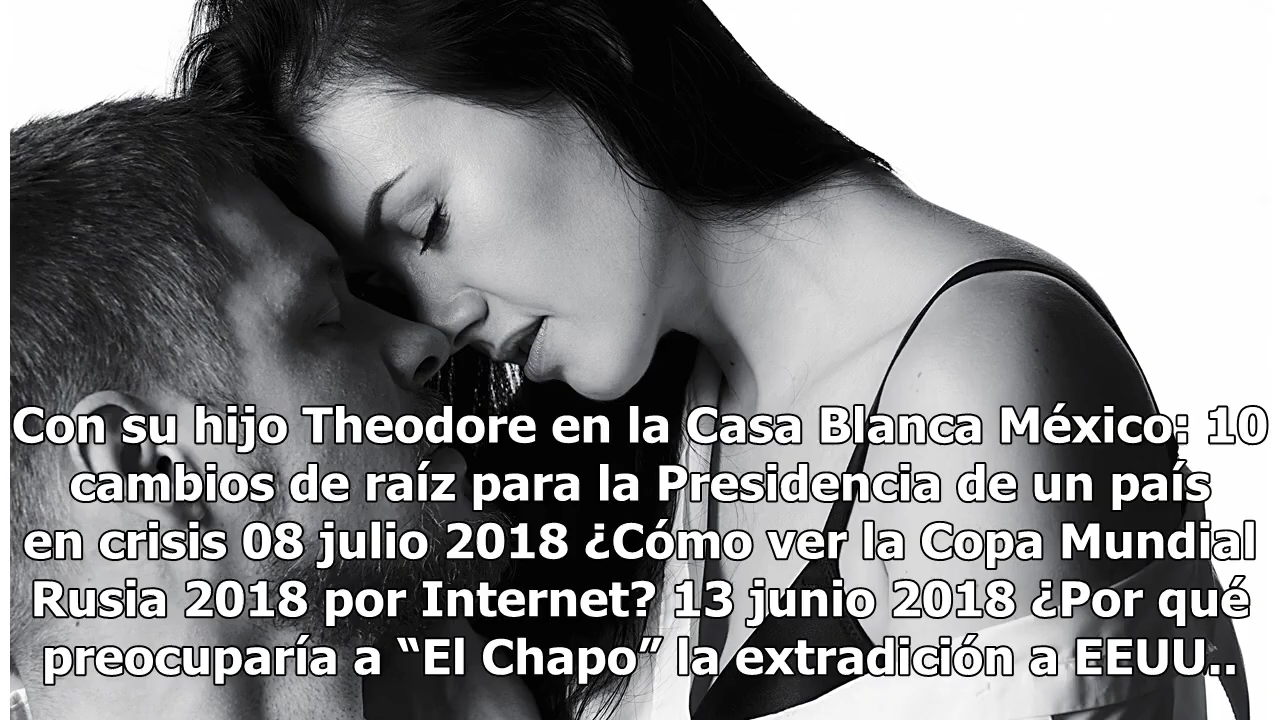 Con su hijo Theodore en la Casa Blanca México: 10
cambios de raíz para la Presidencia de un país
en crisis 08 julio 2018 ¿Cómo ver la Copa Mundial
Rusia 2018 por Internet? 13 junio 2018 ¿Por qué
preocuparía a “El Chapo” la extradición a EEUU..